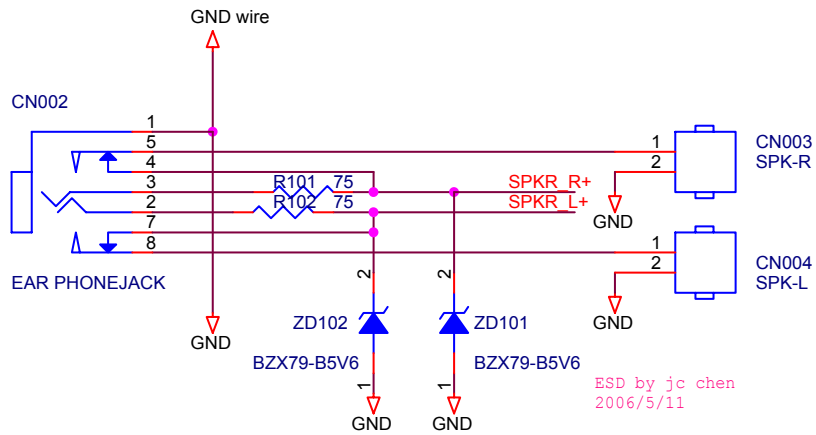 GND wire
CN002
1
5
4
3
2
7
8
EAR PHONEJACK
R101 75
R102 75
SPKR_R+
SPKR_L+
1
2
CN003
SPK-R
GND
1
2
CN004
SPK-L
GND
GND
2
ZD102
BZX79-B5V6
1
GND
2
ZD101
BZX79-B5V6
1
GND
ESD by jc chen
2006/5/11